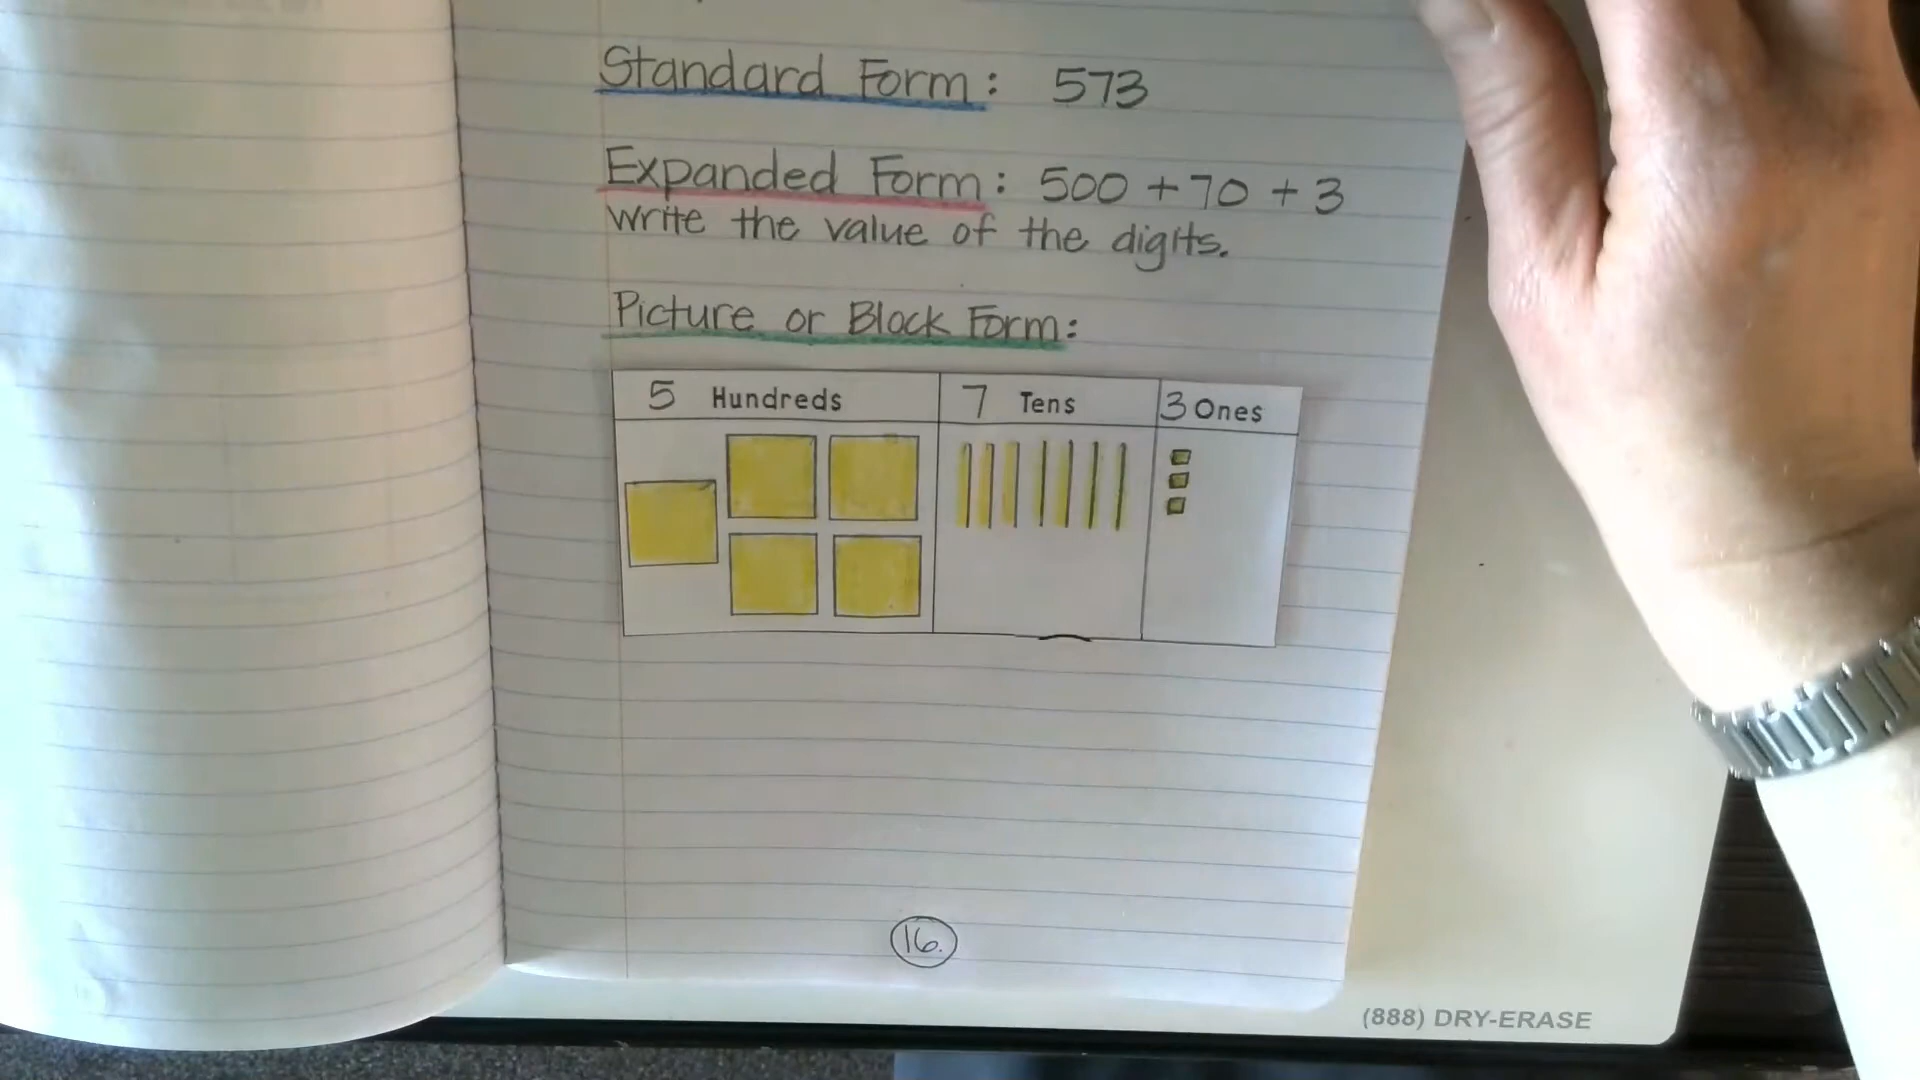 Standard Form: 573
Expanded Form: 500 + 70 + 3
Write the value of the digits.
Picture or Block Form:
5 Hundreds 7 Tens 3 Ones
16.
(888) DRY-ERASE